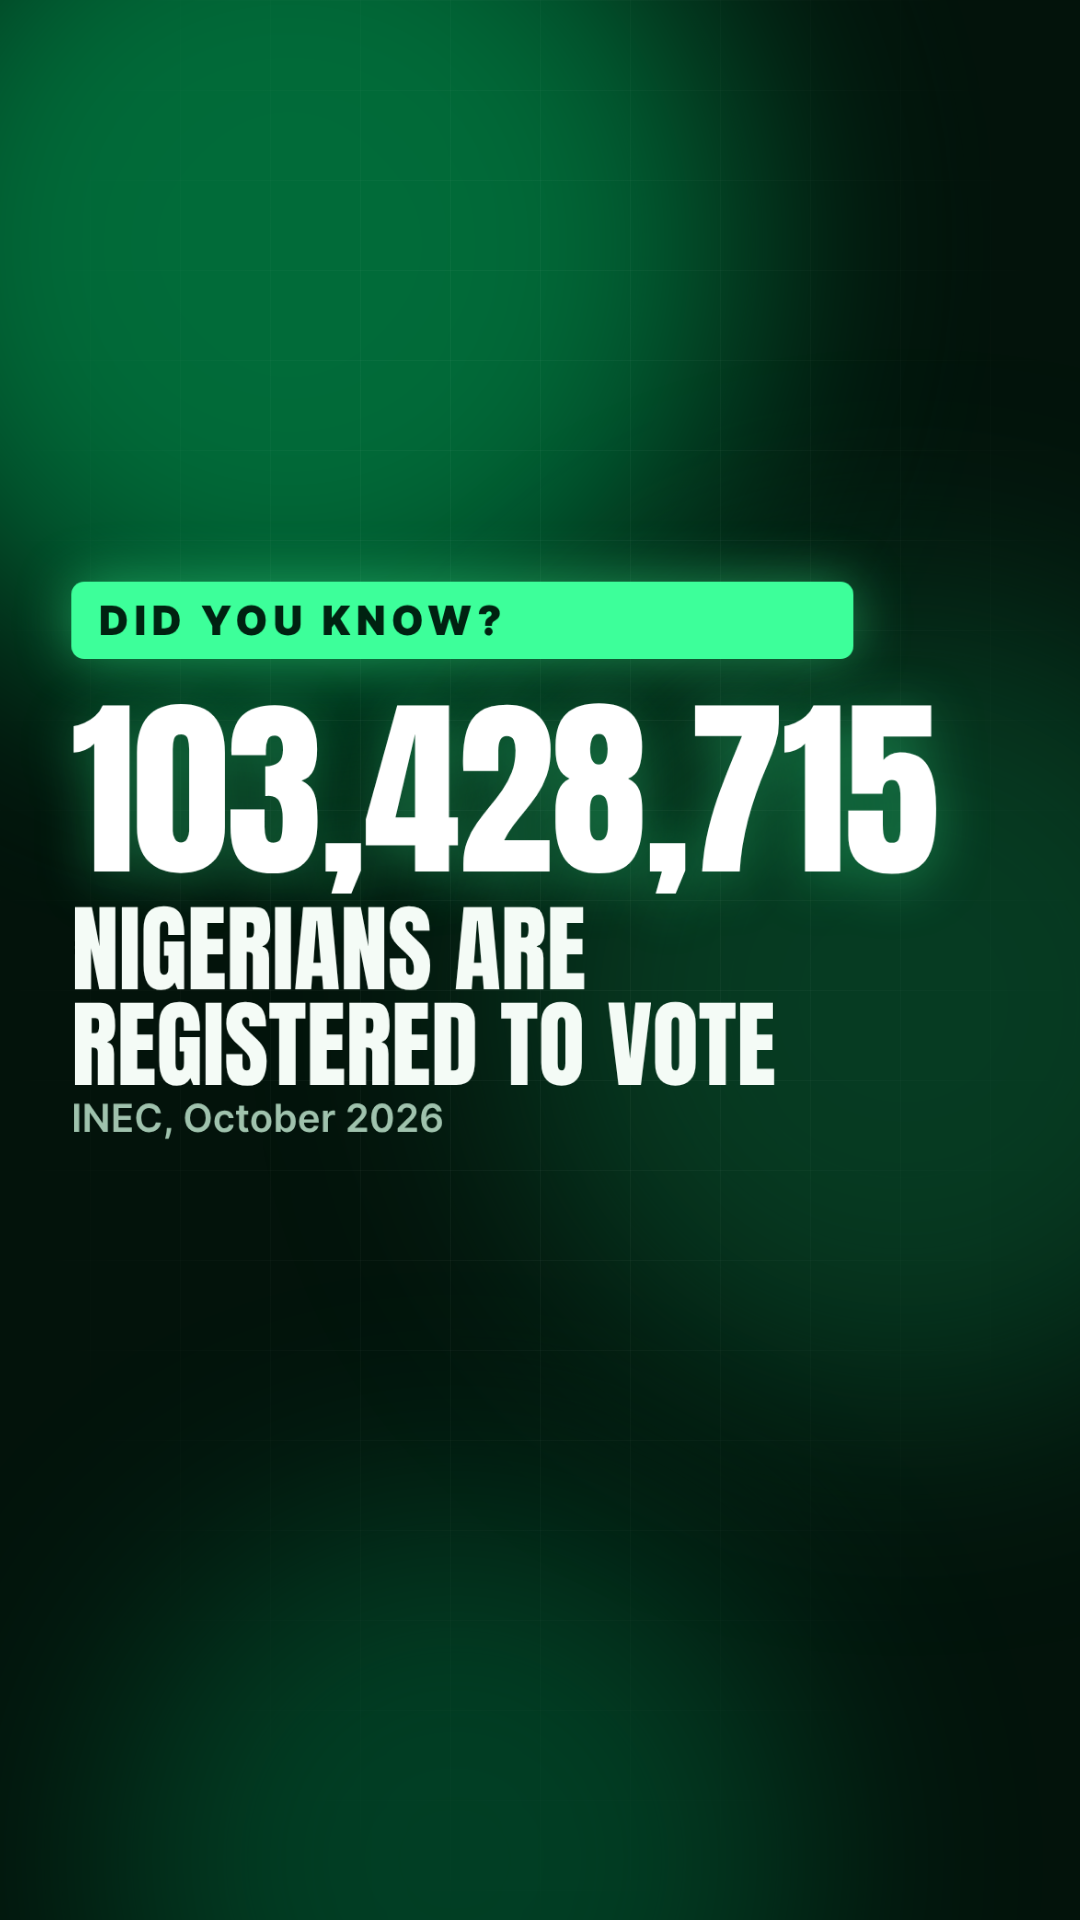 DID YOU KNOW?
103,428,715
NIGERIANS ARE
REGISTERED TO VOTE
INEC, October 2026